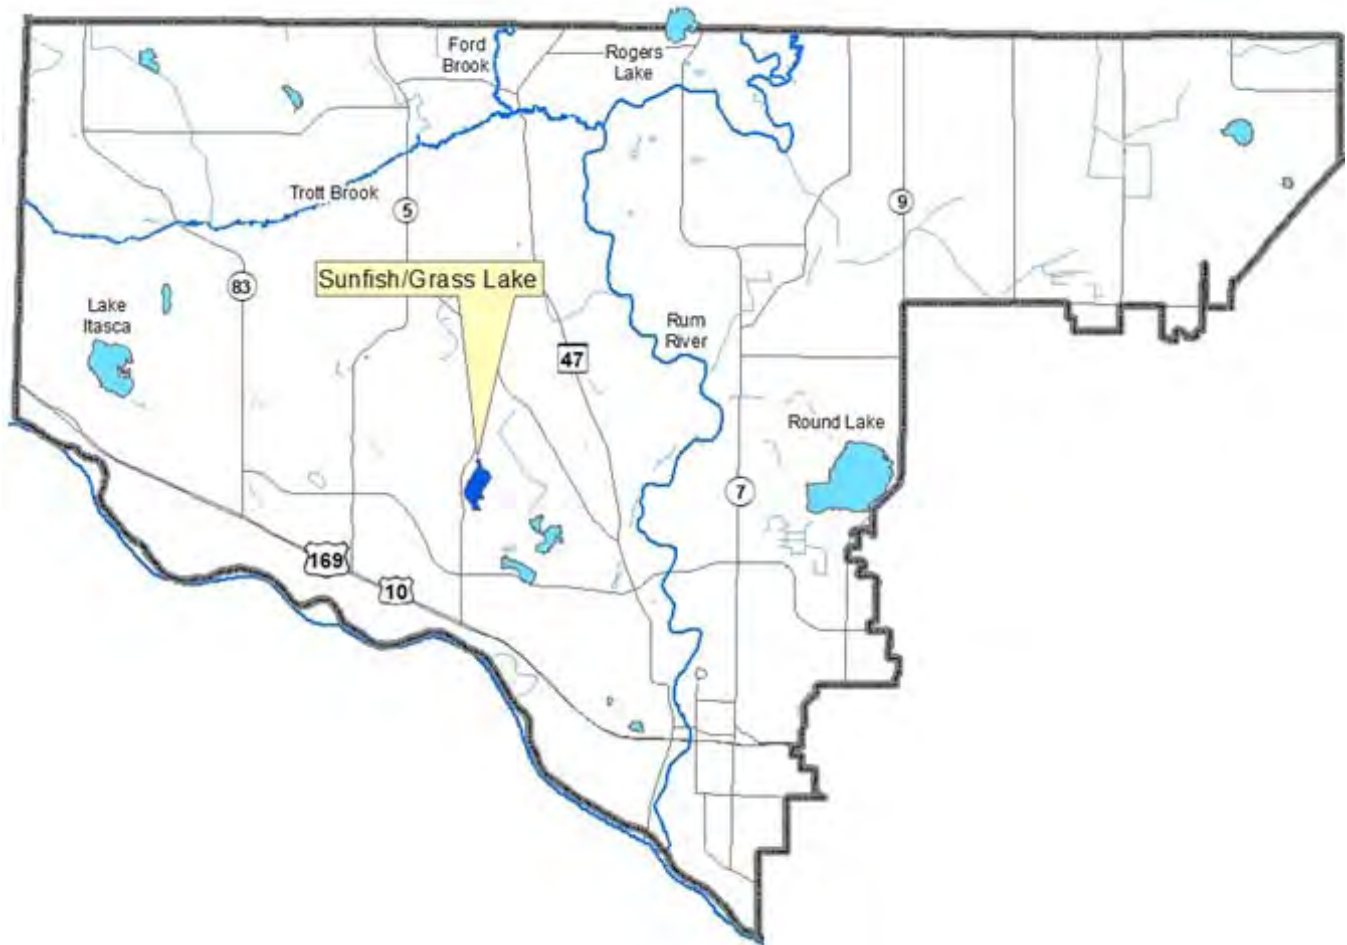 Ford
Brook
Rogers
Lake
Trott Brook
5
9
Sunfish/Grass Lake
83
Lake
Itasca
Rum
River
47
Round Lake
7
169
10